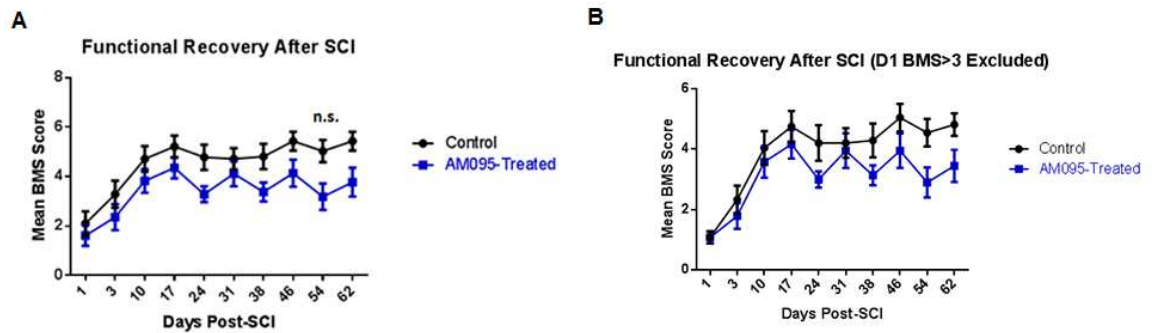 A
Functional Recovery After SCI
Mean BMS Score
8
6
4
2
0
n.s.
Control
AM095-Treated
1
3
10
17
24
31
38
46
54
62
Days Post-SCI
B
Functional Recovery After SCI (D1 BMS>3 Excluded)
Mean BMS Score
6
4
2
0
Control
AM095-Treated
1
3
10
17
24
31
38
46
54
62
Days Post-SCI